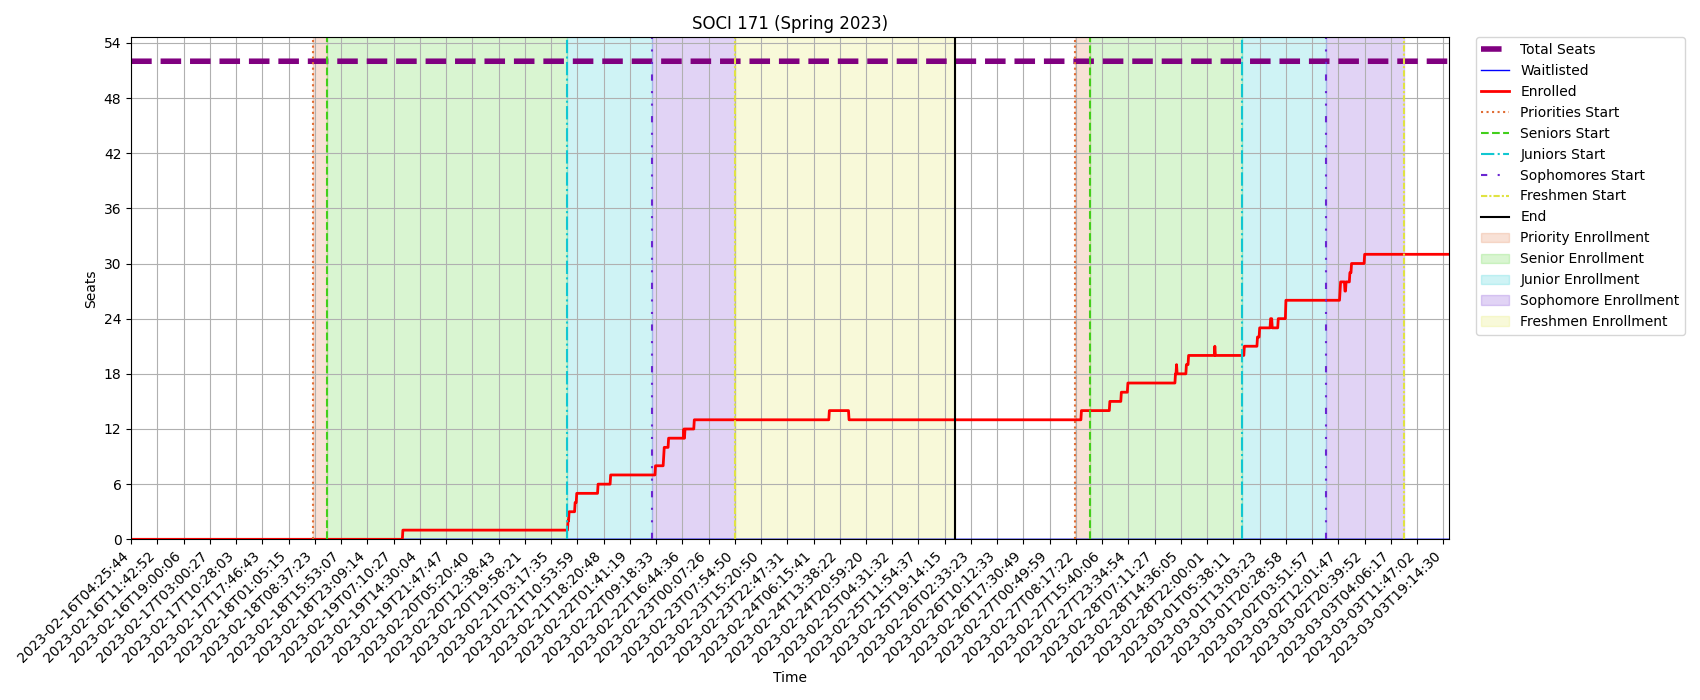 SOCI 171 (Spring 2023)
54
48
42
36
30
24
18
12
6
0
Seats
2023-02-16T04:25:44
2023-02-16T11:42:52
2023-02-16T19:00:06
2023-02-17T03:00:27
2023-02-17T10:28:03
2023-02-17T17:46:43
2023-02-18T01:05:15
2023-02-18T08:37:23
2023-02-18T15:53:07
2023-02-18T23:09:14
2023-02-19T07:10:27
2023-02-19T14:30:04
2023-02-19T21:47:47
2023-02-20T05:20:40
2023-02-20T12:38:43
2023-02-20T19:58:21
2023-02-21T03:17:35
2023-02-21T10:53:59
2023-02-21T18:20:48
2023-02-22T01:41:19
2023-02-22T09:18:33
2023-02-22T16:44:36
2023-02-23T00:07:26
2023-02-23T07:54:50
2023-02-23T15:20:50
2023-02-23T22:47:31
2023-02-24T06:15:41
2023-02-24T13:38:22
2023-02-24T20:59:20
2023-02-25T04:31:32
2023-02-25T11:54:37
2023-02-25T19:14:15
2023-02-26T02:33:23
2023-02-26T10:12:33
2023-02-26T17:30:49
2023-02-27T00:49:59
2023-02-27T08:17:22
2023-02-27T15:40:06
2023-02-27T23:34:54
2023-02-28T07:11:27
2023-02-28T14:36:05
2023-02-28T22:00:01
2023-03-01T05:38:11
2023-03-01T13:03:23
2023-03-01T20:28:58
2023-03-02T03:51:57
2023-03-02T12:01:47
2023-03-02T20:39:52
2023-03-03T04:06:17
2023-03-03T11:47:02
2023-03-03T19:14:30
Time
Total Seats
Waitlisted
Enrolled
Priorities Start
Seniors Start
Juniors Start
Sophomores Start
Freshmen Start
End
Priority Enrollment
Senior Enrollment
Junior Enrollment
Sophomore Enrollment
Freshmen Enrollment